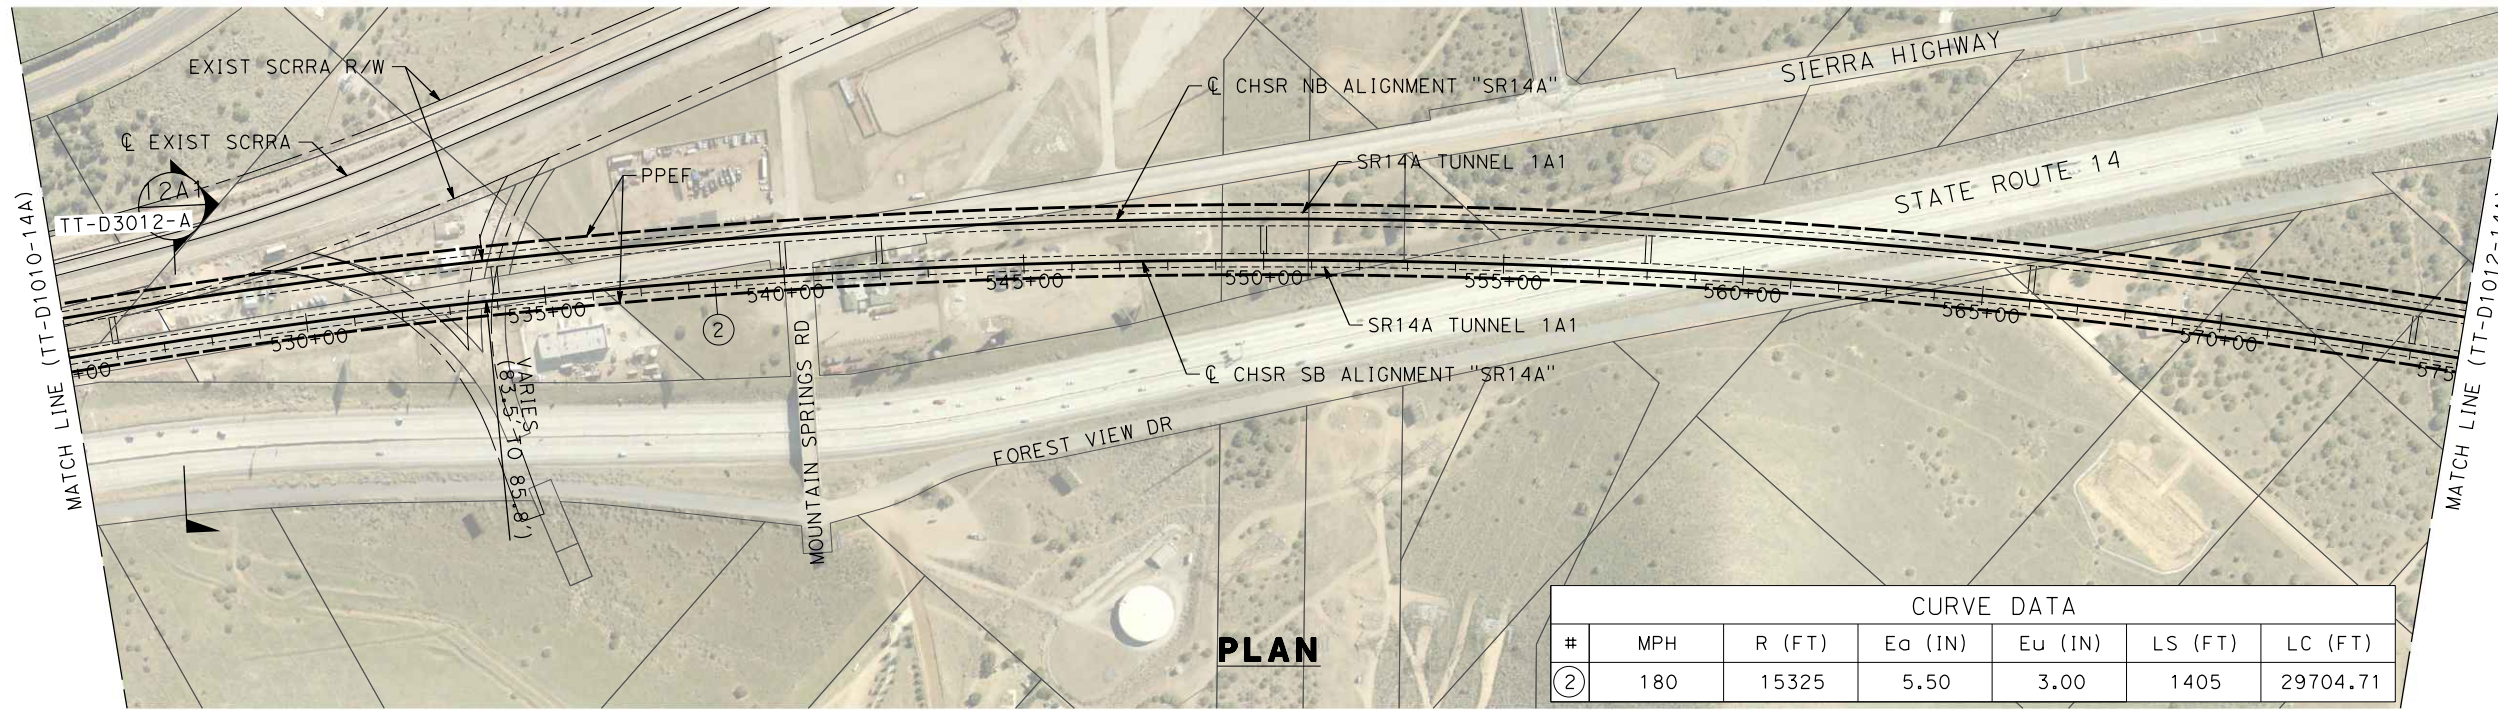 EXIST SCRRA R/W
℄ EXIST SCRRA
12A1
TT-D3012-A
MATCH LINE (TT-D1010-14A)
PPEF
℄ CHSR NB ALIGNMENT "SR14A"
SR14A TUNNEL 1A1
SIERRA HIGHWAY
STATE ROUTE 14
+00
530+00
535+00
540+00
545+00
550+00
555+00
560+00
565+00
570+00
575
2
VARIES
(83.5' TO 85.8')
MOUNTAIN SPRINGS RD
SR14A TUNNEL 1A1
℄ CHSR SB ALIGNMENT "SR14A"
FOREST VIEW DR
MATCH LINE (TT-D1012-14A)
PLAN
CURVE DATA
# MPH R (FT) Ea (IN) Eu (IN) LS (FT) LC (FT)
2 180 15325 5.50 3.00 1405 29704.71